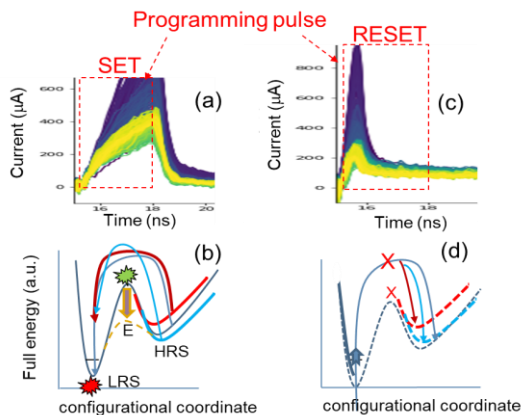 Programming pulse
SET
RESET
(a)
(c)
Current (µA)
600
400
200
0
16
18
20
Time (ns)
Current (µA)
800
600
400
200
0
16
18
Time (ns)
(b)
(d)
Full energy (a.u.)
E
HRS
LRS
configurational coordinate
configurational coordinate